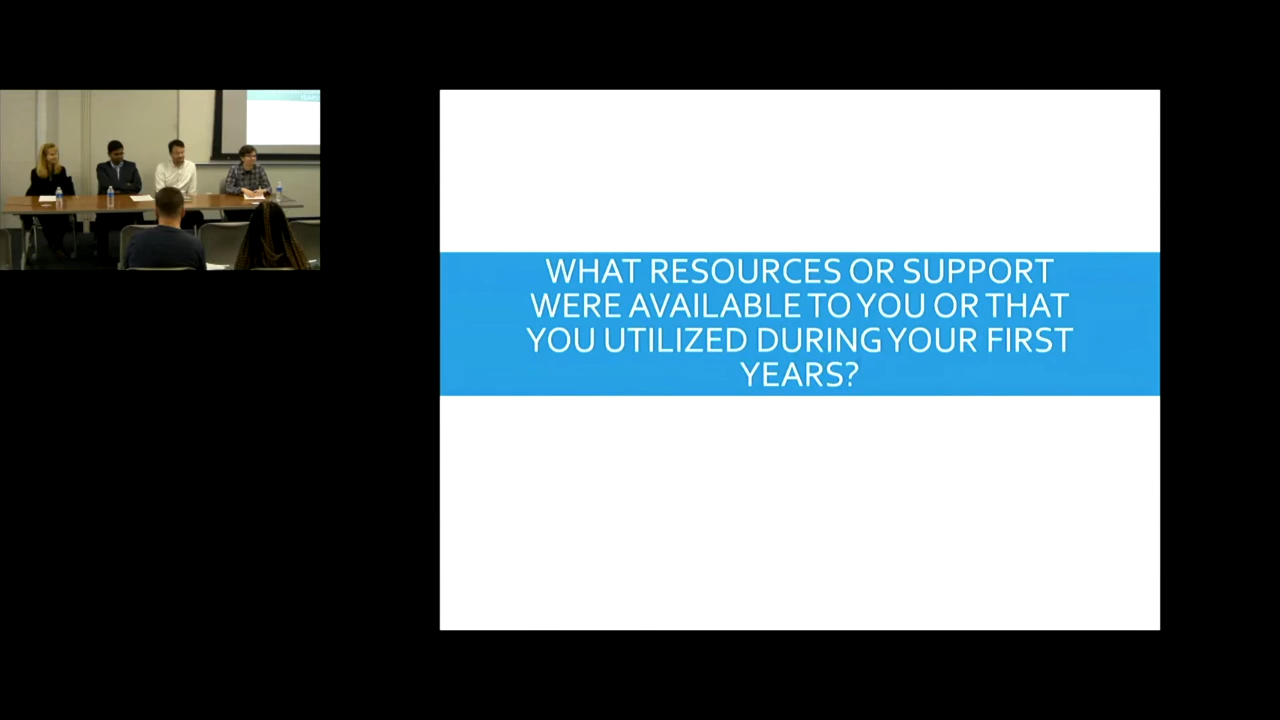 WHAT RESOURCES OR SUPPORT
WERE AVAILABLE TO YOU OR THAT
YOU UTILIZED DURING YOUR FIRST
YEARS?